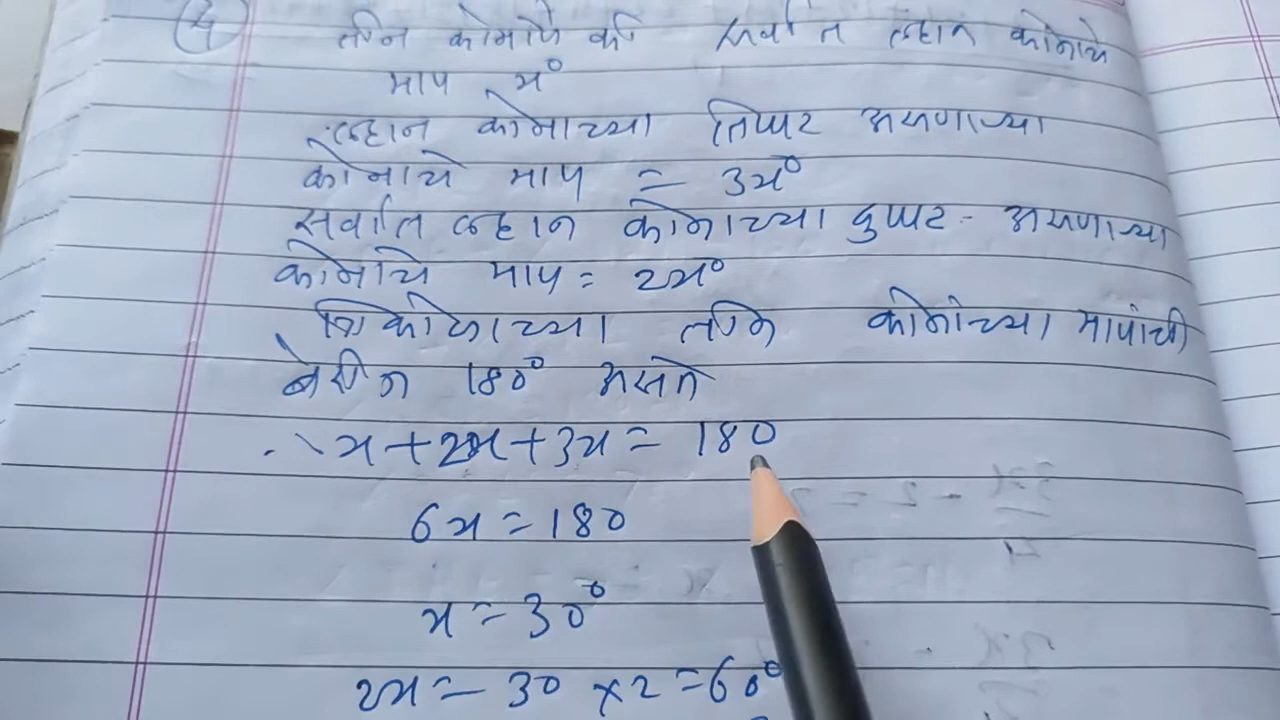 तीन कोनांपैकी सर्वात लहान कोनाचे
माप x°
लहान कोनाच्या तिप्पट असणाऱ्या
कोनाचे माप = 3x°
सर्वात लहान कोनाच्या दुप्पट - असणाऱ्या
कोनाचे माप = 2x°
त्रिकोणाच्या तीन कोनांच्या मापांची
बेरीज 180° असते
∴ x + 2x + 3x = 180
6x = 180
x = 30°
2x = 30 × 2 = 60°